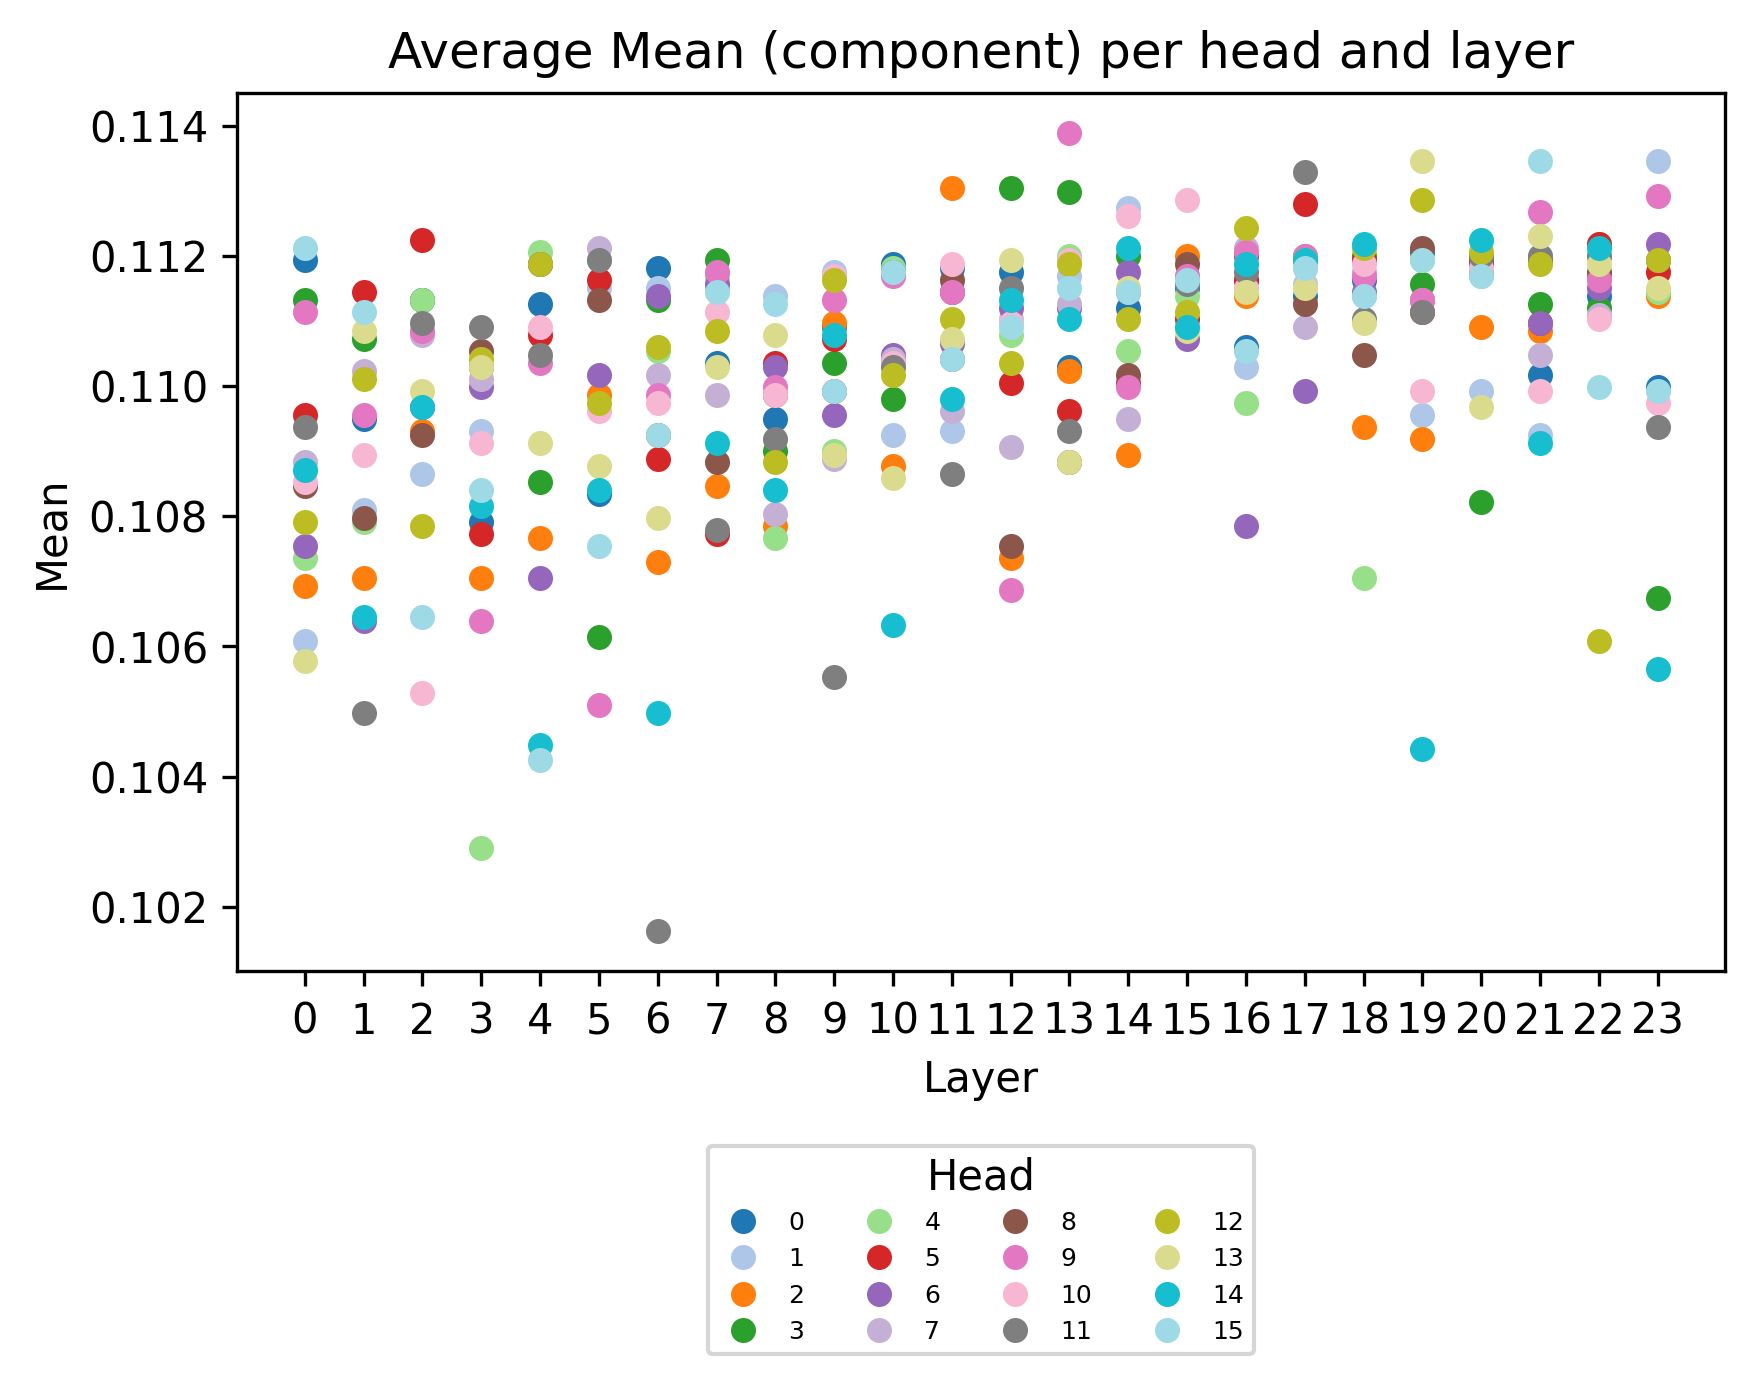 Average Mean (component) per head and layer
0.114
0.112
0.110
0.108
0.106
0.104
0.102
Mean
0 1 2 3 4 5 6 7 8 9 10 11 12 13 14 15 16 17 18 19 20 21 22 23
Layer
Head
0 4 8 12
1 5 9 13
2 6 10 14
3 7 11 15